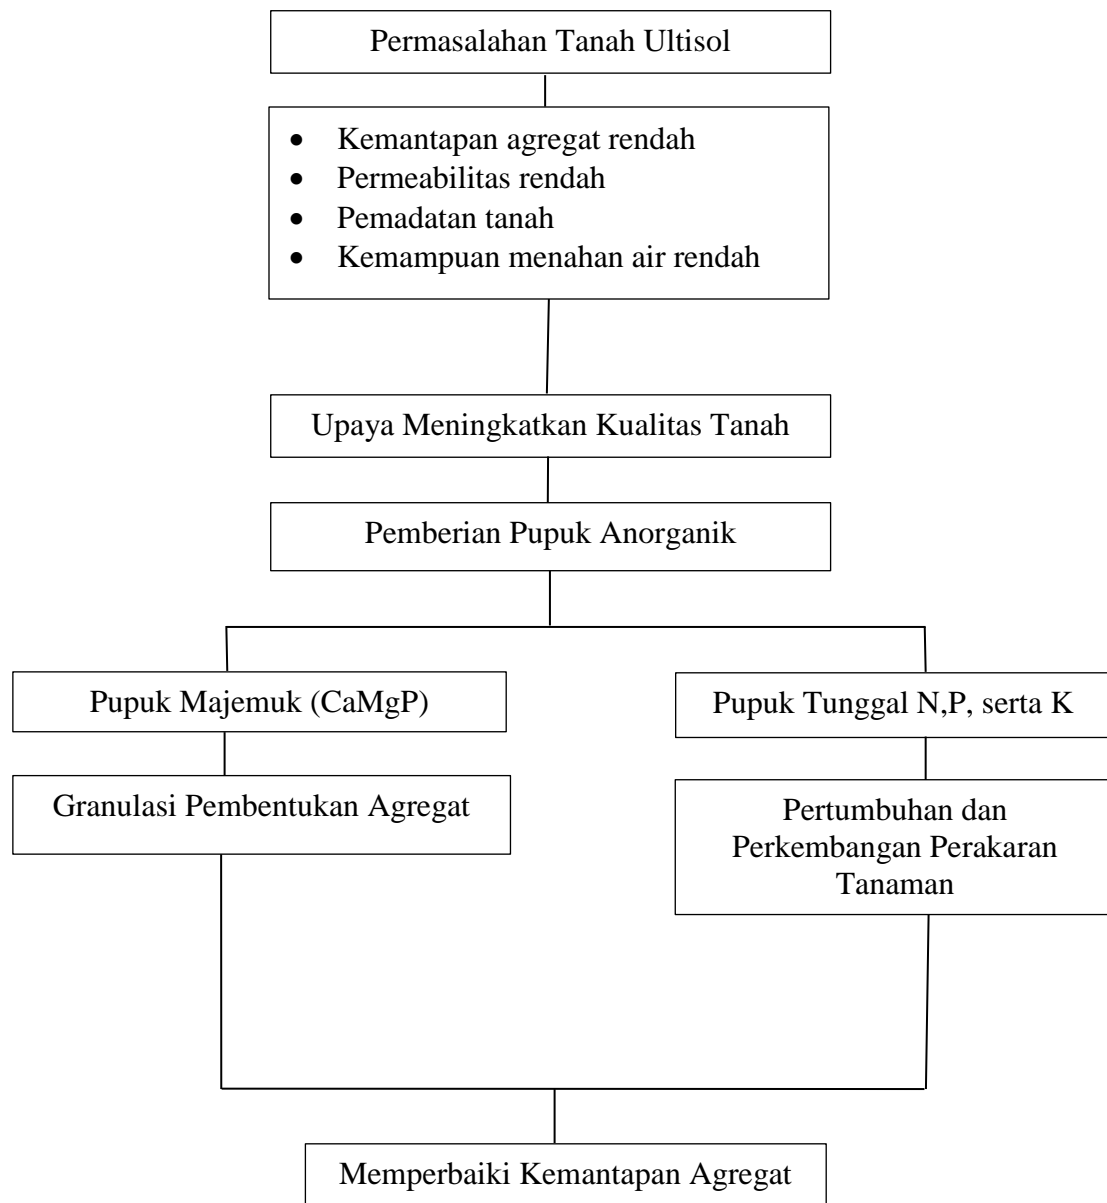 Permasalahan Tanah Ultisol
• Kemantapan agregat rendah
• Permeabilitas rendah
• Pemadatan tanah
• Kemampuan menahan air rendah
Upaya Meningkatkan Kualitas Tanah
Pemberian Pupuk Anorganik
Pupuk Majemuk (CaMgP)
Pupuk Tunggal N,P, serta K
Granulasi Pembentukan Agregat
Pertumbuhan dan
Perkembangan Perakaran
Tanaman
Memperbaiki Kemantapan Agregat